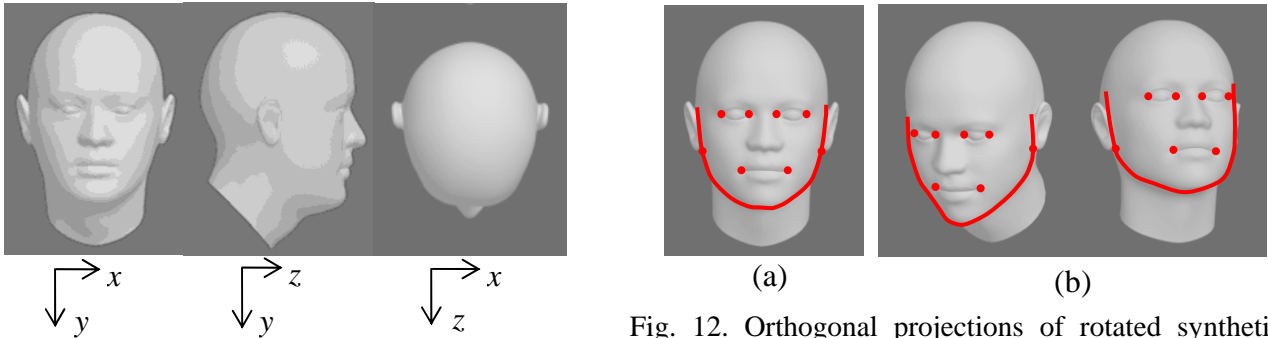 x
y
z
y
x
z
(a)
(b)
Fig. 12. Orthogonal projections of rotated syntheti